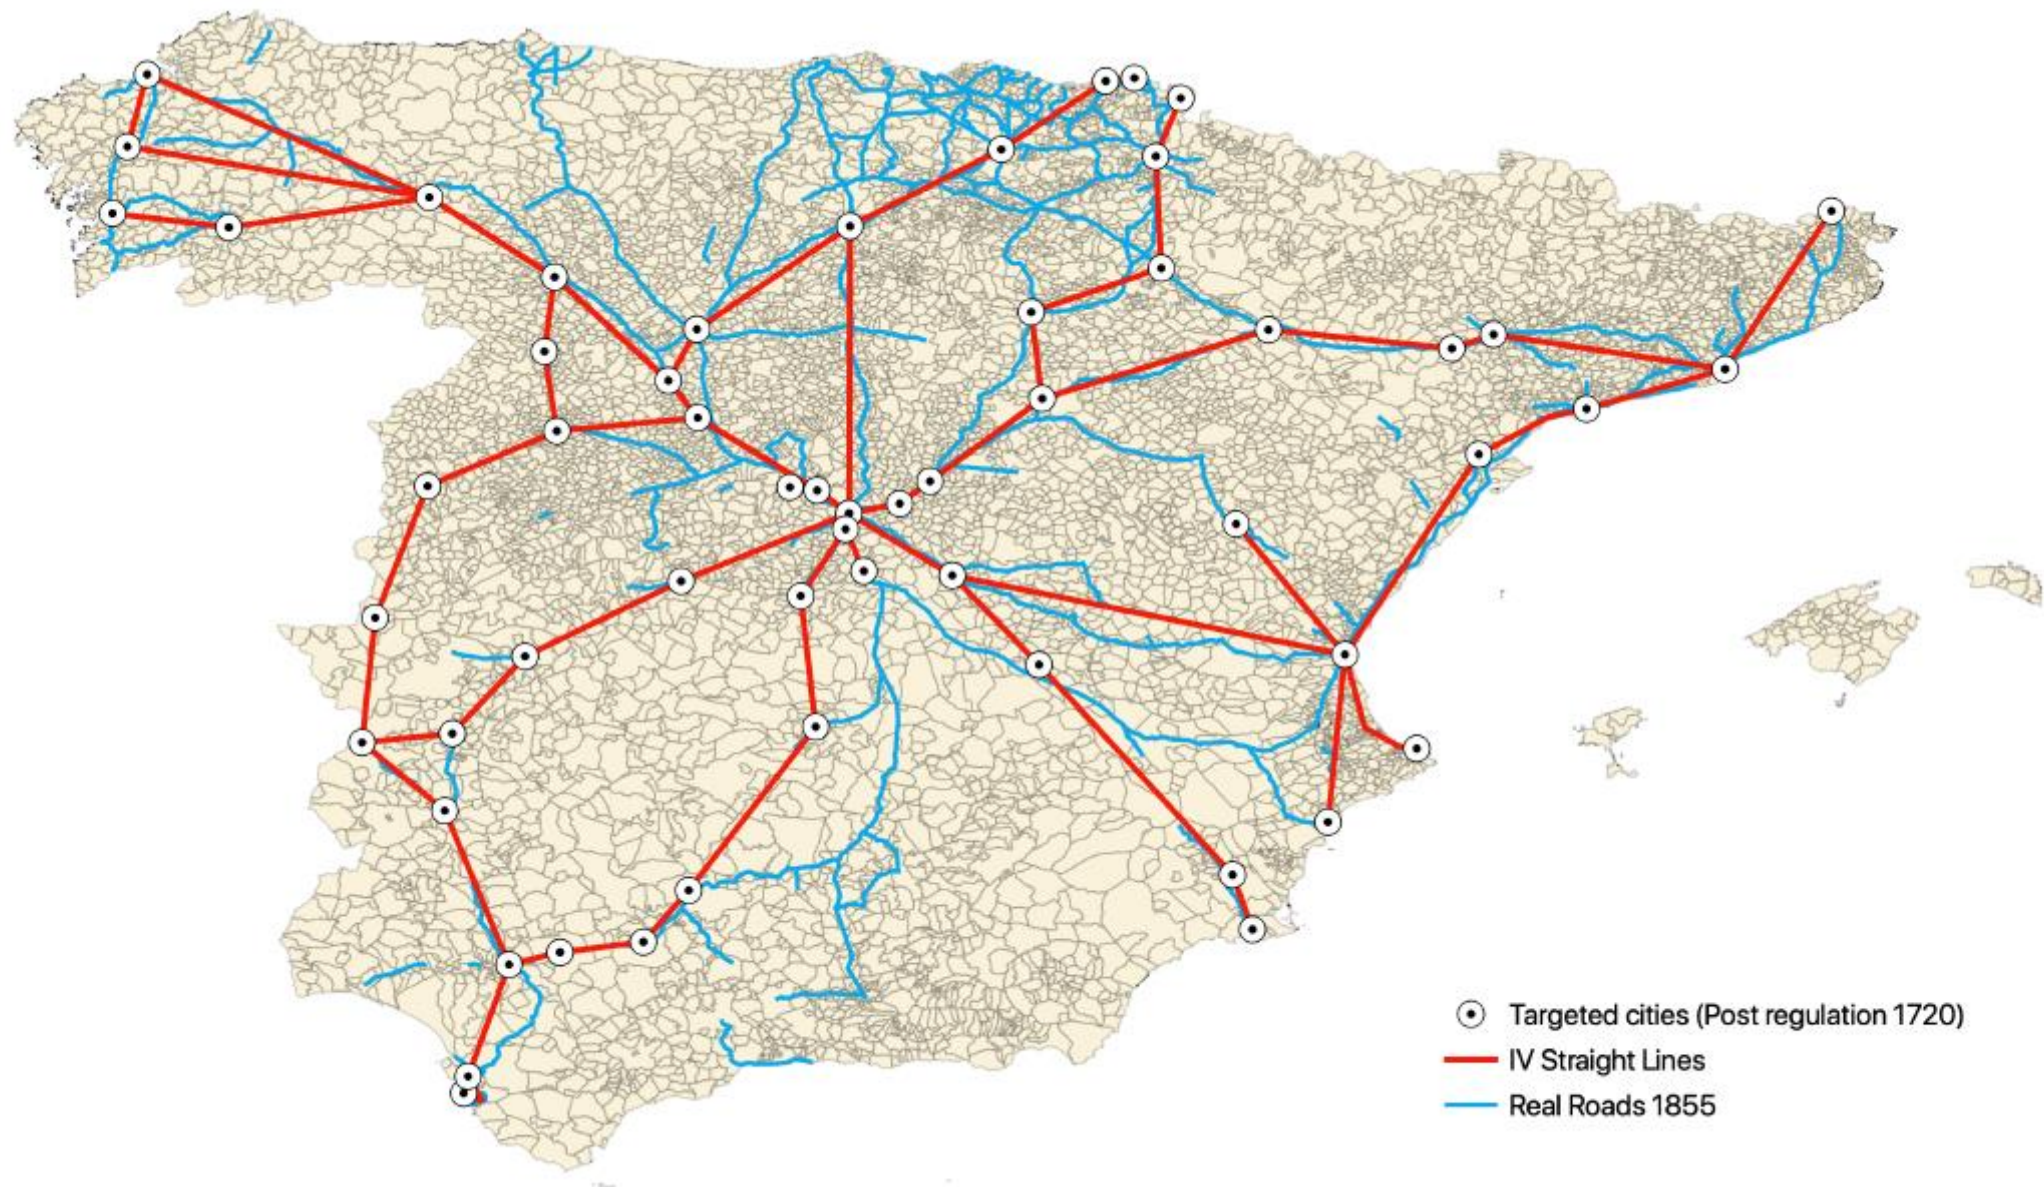 Targeted cities (Post regulation 1720)
IV Straight Lines
Real Roads 1855